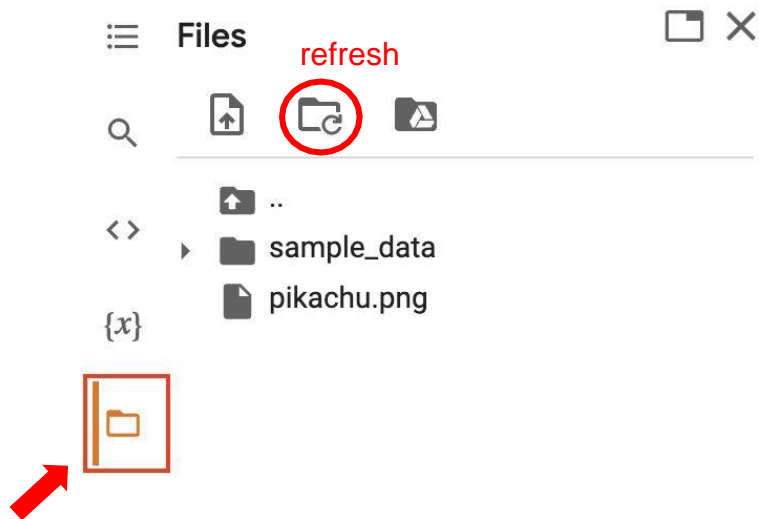 Files
refresh
..
sample_data
pikachu.png
{x}